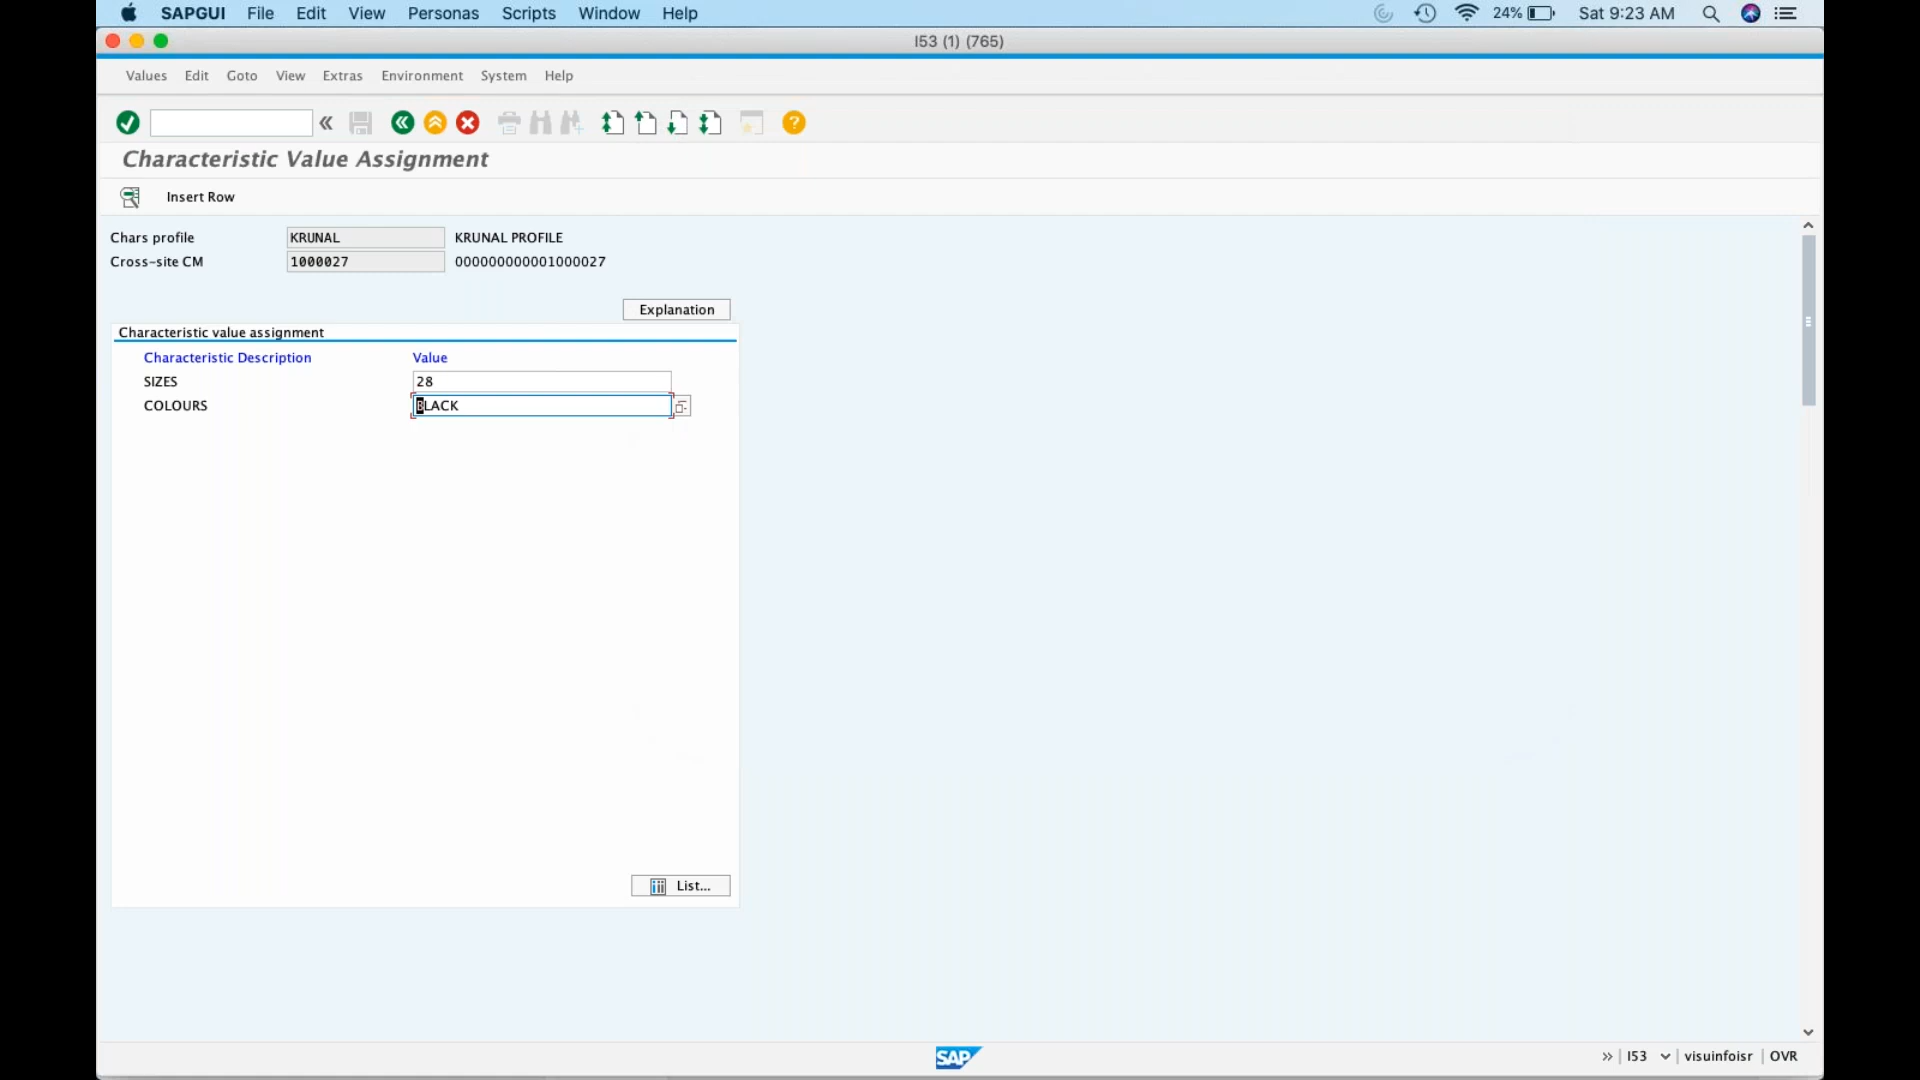 SAPGUI File Edit View Personas Scripts Window Help 24% Sat 9:23 AM
I53 (1) (765)
Values Edit Goto View Extras Environment System Help
Characteristic Value Assignment
Insert Row
Chars profile KRUNAL KRUNAL PROFILE
Cross-site CM 1000027 000000000001000027
Explanation
Characteristic value assignment
Characteristic Description Value
SIZES 28
COLOURS BLACK
List...
SAP I53 visuinfoisr OVR